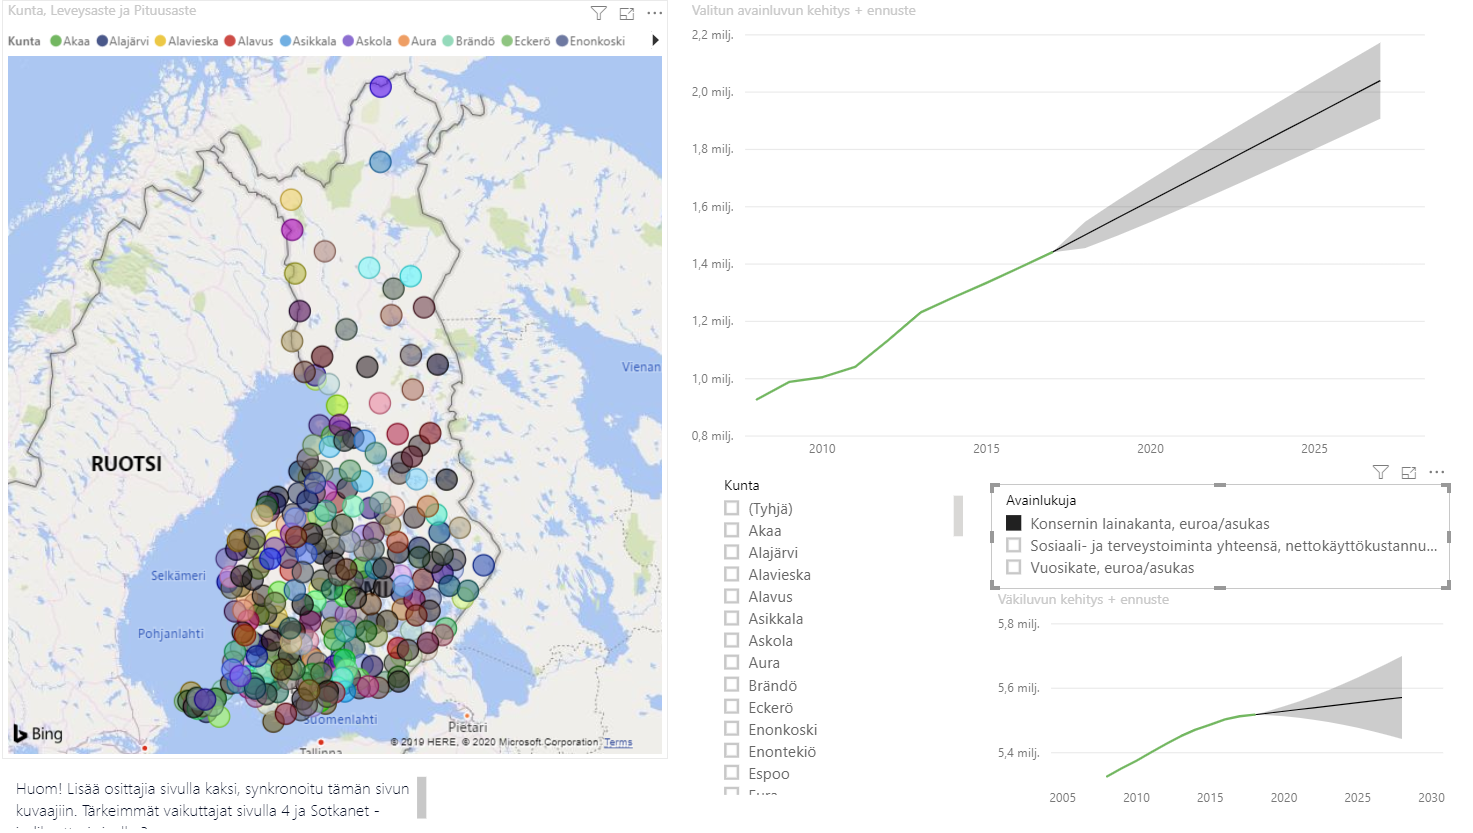 Kunta, Leveysaste ja Pituusaste
Kunta Akaa Alajärvi Alavieska Alavus Asikkala Askola Aura Brändö Eckerö Enonkoski
RUOTSI
Vienan
Selkämeri
Pohjanlahti
Suomenlahti
Pietari
Tallinna
Bing
© 2019 HERE, © 2020 Microsoft Corporation Terms
Huom! Lisää osittajia sivulla kaksi, synkronoitu tämän sivun
kuvaajiin. Tärkeimmät vaikuttajat sivulla 4 ja Sotkanet -
Valitun avainluvun kehitys + ennuste
2,2 milj.
2,0 milj.
1,8 milj.
1,6 milj.
1,4 milj.
1,2 milj.
1,0 milj.
0,8 milj.
2010 2015 2020 2025
Kunta
(Tyhjä)
Akaa
Alajärvi
Alavieska
Alavus
Asikkala
Askola
Aura
Brändö
Eckerö
Enonkoski
Enontekiö
Espoo
Eura
Avainlukuja
Konsernin lainakanta, euroa/asukas
Sosiaali- ja terveystoiminta yhteensä, nettokäyttökustannu...
Vuosikate, euroa/asukas
Väkiluvun kehitys + ennuste
5,8 milj.
5,6 milj.
5,4 milj.
2005 2010 2015 2020 2025 2030